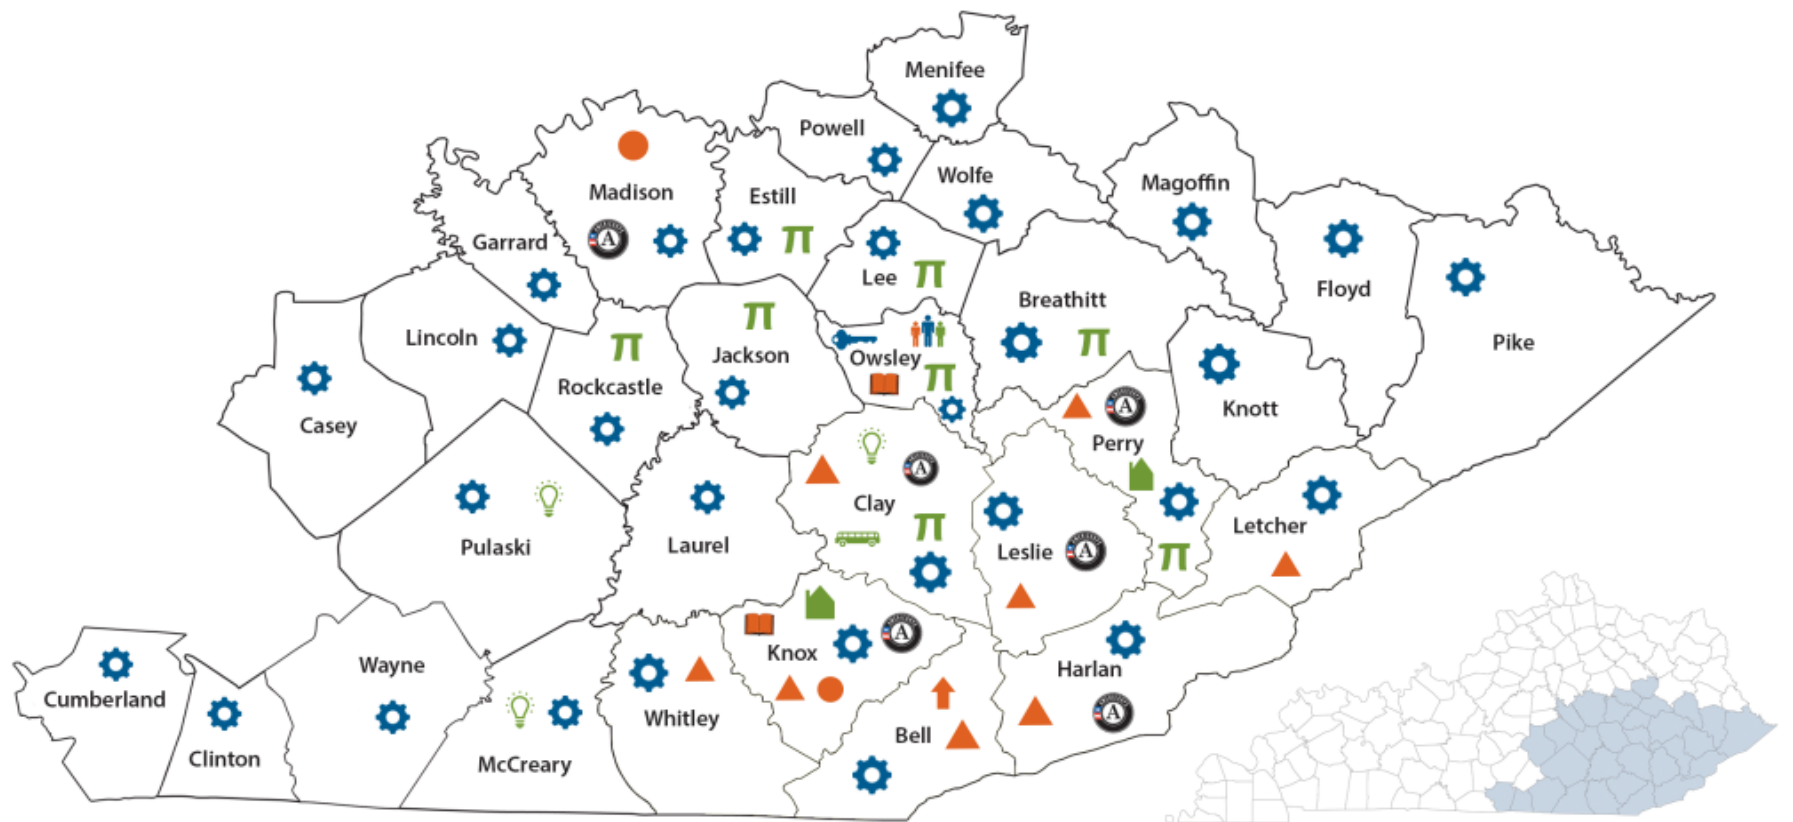 Menifee
Powell
Wolfe
Magoffin
Madison
Estill
Garrard
A
Lee
Floyd
Breathitt
π
π
π
Lincoln
π
Jackson
Owsley
π
π
Pike
Rockcastle
Casey
Knott
A
Perry
A
Clay
π
Letcher
Pulaski
Laurel
Leslie
A
π
Knox
A
Harlan
Wayne
Cumberland
Whitley
A
Bell
Clinton
McCreary